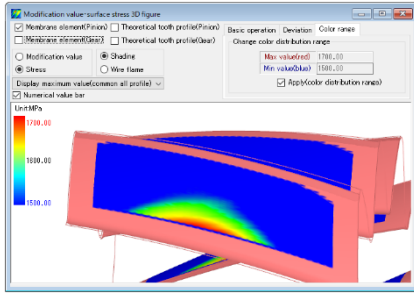 Modification value-surface stress 3D figure
Membrane element(Pinion) Theoretical tooth profile(Pinion)
Membrane element(Gear) Theoretical tooth profile(Gear)
Modification value Shading
Stress Wire flame
Display maximum value(common all profile)
Numerical value bar
Basic operation Deviation Color range
Change color distribution range
Max value(red) 1700.00
Min value(blue) 1500.00
Apply(color distribution range)
Unit:MPa
1700.00
1600.00
1500.00